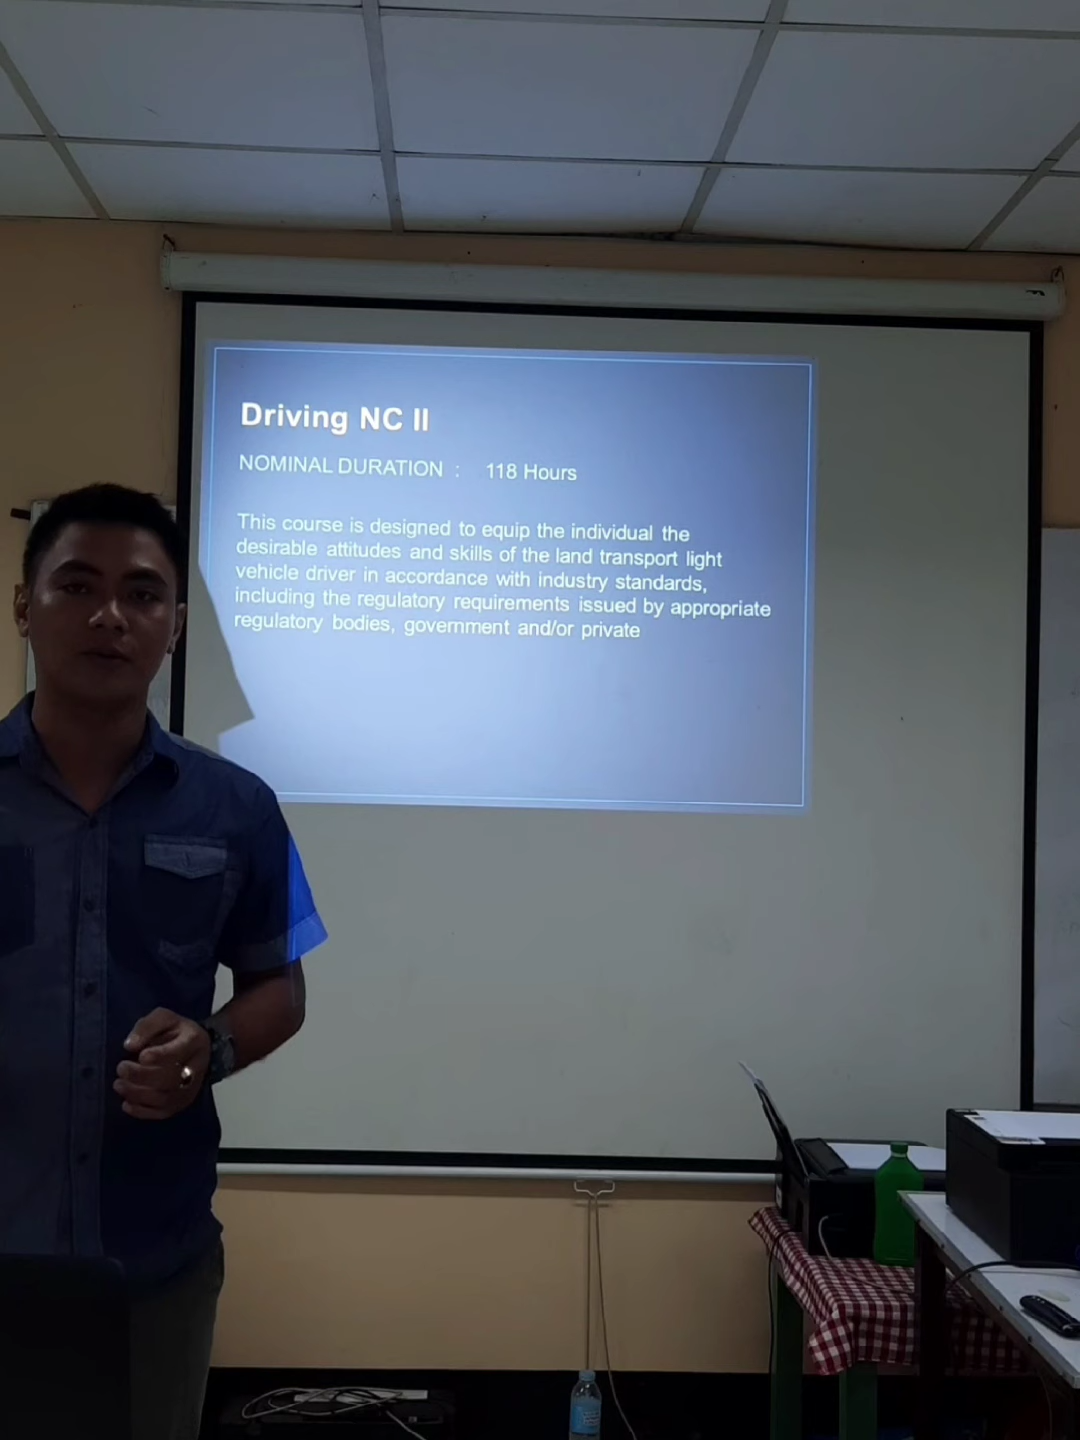 Driving NC II
NOMINAL DURATION : 118 Hours
This course is designed to equip the individual the
desirable attitudes and skills of the land transport light
vehicle driver in accordance with industry standards,
including the regulatory requirements issued by appropriate
regulatory bodies, government and/or private